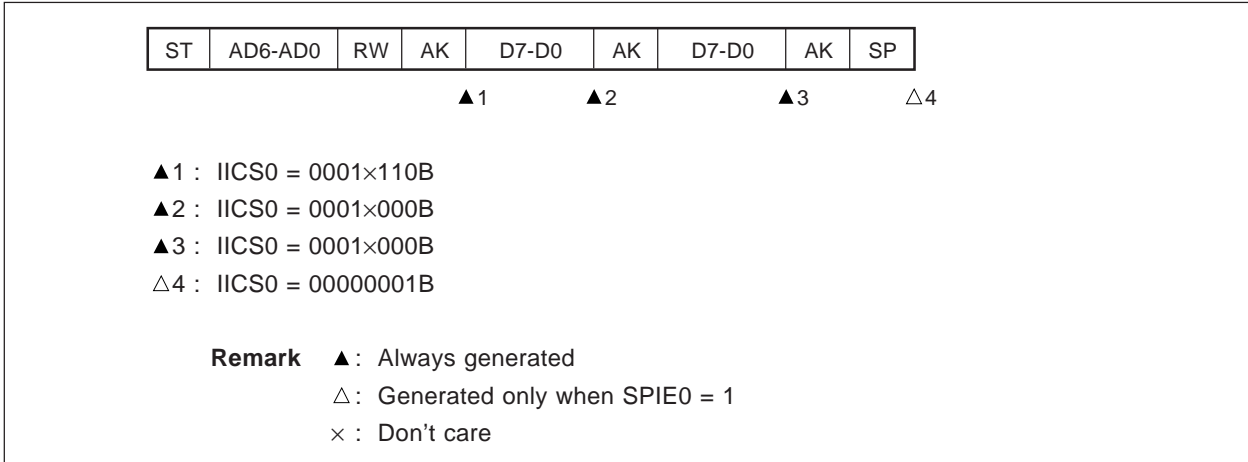 ST AD6-AD0 RW AK D7-D0 AK D7-D0 AK SP
▲1 ▲2 ▲3 △4
▲1 : IICS0 = 0001×110B
▲2 : IICS0 = 0001×000B
▲3 : IICS0 = 0001×000B
△4 : IICS0 = 00000001B
Remark ▲ : Always generated
△ : Generated only when SPIE0 = 1
× : Don't care